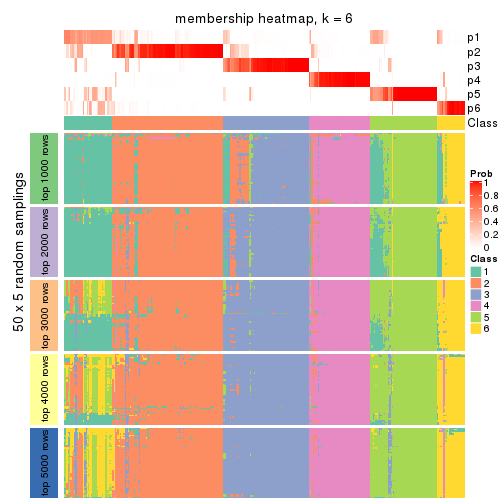 membership heatmap, k = 6
p1
p2
p3
p4
p5
p6
Class
50 x 5 random samplings
top 1000 rows
top 2000 rows
top 3000 rows
top 4000 rows
top 5000 rows
Prob
1
0.8
0.6
0.4
0.2
0
Class
1
2
3
4
5
6